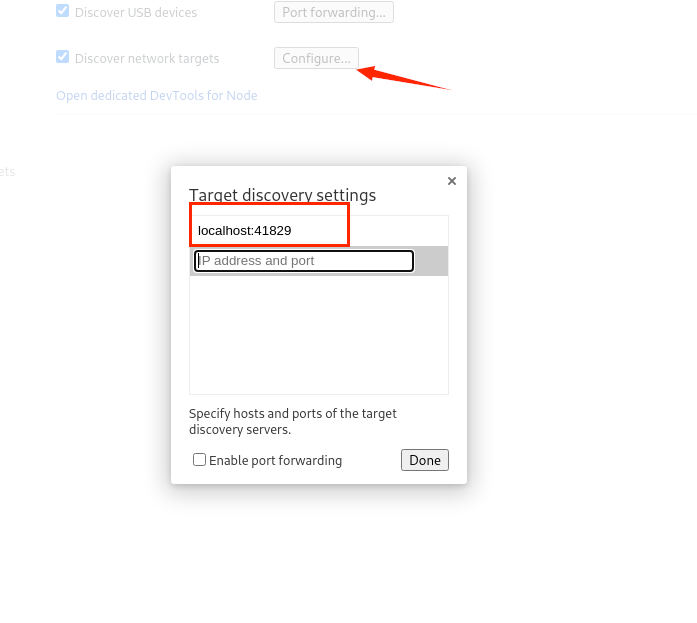 Discover USB devices
Port forwarding...
Discover network targets
Configure...
Open dedicated DevTools for Node
ets
×
Target discovery settings
localhost:41829
IP address and port
Specify hosts and ports of the target
discovery servers.
Enable port forwarding
Done